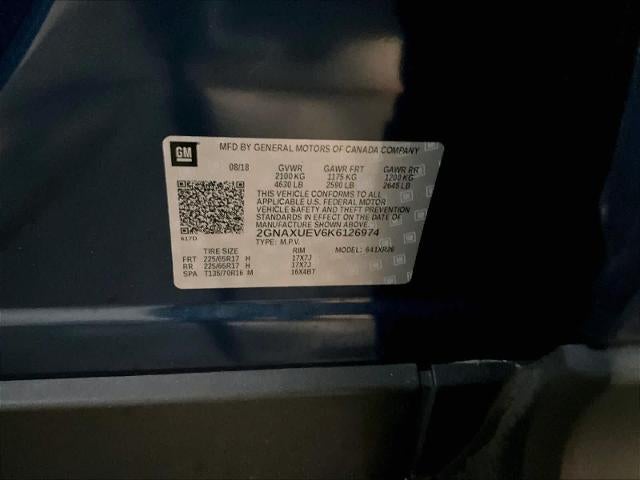 GM
MFD BY GENERAL MOTORS OF CANADA COMPANY
08/18 GVWR GAWR FRT GAWR RR
2100 KG 1175 KG 1200 KG
4630 LB 2590 LB 2645 LB
THIS VEHICLE CONFORMS TO ALL
APPLICABLE U.S. FEDERAL MOTOR
VEHICLE SAFETY AND THEFT PREVENTION
STANDARDS IN EFFECT ON THE DATE OF
MANUFACTURE SHOWN ABOVE.
2GNAXUEV6K6126974
617D
TYPE: M.P.V. MODEL: 641XR26
TIRE SIZE RIM
FRT 225/65R17 H 17X7J
RR 225/65R17 H 17X7J
SPA T135/70R16 M 16X4BT